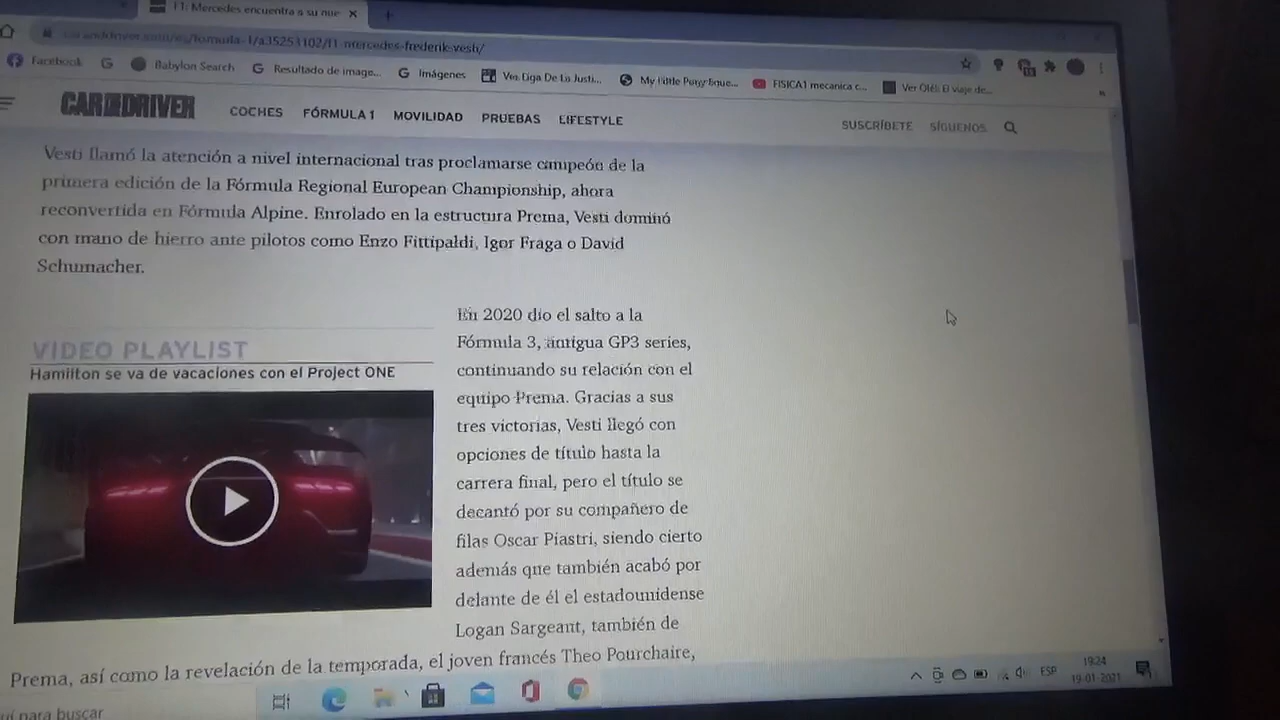 F1: Mercedes encuentra a su nue
formula-1/a35253102/f1-mercedes-frederik-vesti/
Facebook
Babylon Search
Resultado de image...
Imágenes
Ver Liga De La Justi...
My Little Pony Eque...
FISICA1 mecanica c...
Ver Olé!: El viaje de...
CAR AND DRIVER
COCHES FÓRMULA 1 MOVILIDAD PRUEBAS LIFESTYLE
SUSCRÍBETE SÍGUENOS
Vesti llamó la atención a nivel internacional tras proclamarse campeón de la
primera edición de la Fórmula Regional European Championship, ahora
reconvertida en Fórmula Alpine. Enrolado en la estructura Prema, Vesti dominó
con mano de hierro ante pilotos como Enzo Fittipaldi, Igor Fraga o David
Schumacher.
VIDEO PLAYLIST
Hamilton se va de vacaciones con el Project ONE
En 2020 dio el salto a la
Fórmula 3, antigua GP3 series,
continuando su relación con el
equipo Prema. Gracias a sus
tres victorias, Vesti llegó con
opciones de título hasta la
carrera final, pero el título se
decantó por su compañero de
filas Oscar Piastri, siendo cierto
además que también acabó por
delante de él el estadounidense
Logan Sargeant, también de
Prema, así como la revelación de la temporada, el joven francés Theo Pourchaire,
uí para buscar
ESP
19:24
19-01-2021